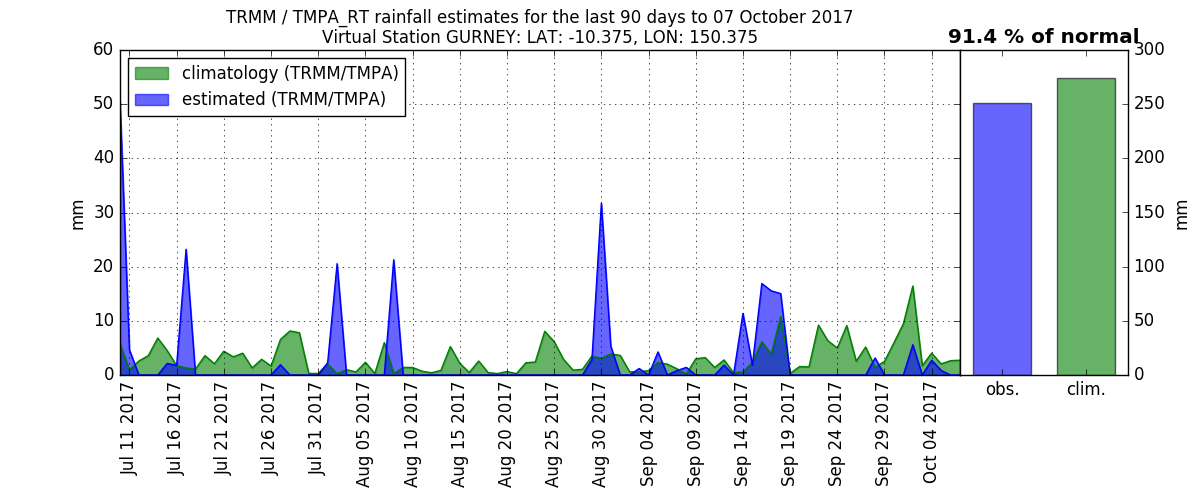 TRMM / TMPA_RT rainfall estimates for the last 90 days to 07 October 2017
Virtual Station GURNEY: LAT: -10.375, LON: 150.375
91.4 % of normal
climatology (TRMM/TMPA)
estimated (TRMM/TMPA)
60
50
40
30
20
10
0
mm
Jul 11 2017
Jul 16 2017
Jul 21 2017
Jul 26 2017
Jul 31 2017
Aug 05 2017
Aug 10 2017
Aug 15 2017
Aug 20 2017
Aug 25 2017
Aug 30 2017
Sep 04 2017
Sep 09 2017
Sep 14 2017
Sep 19 2017
Sep 24 2017
Sep 29 2017
Oct 04 2017
obs.
clim.
300
250
200
150
100
50
0
mm